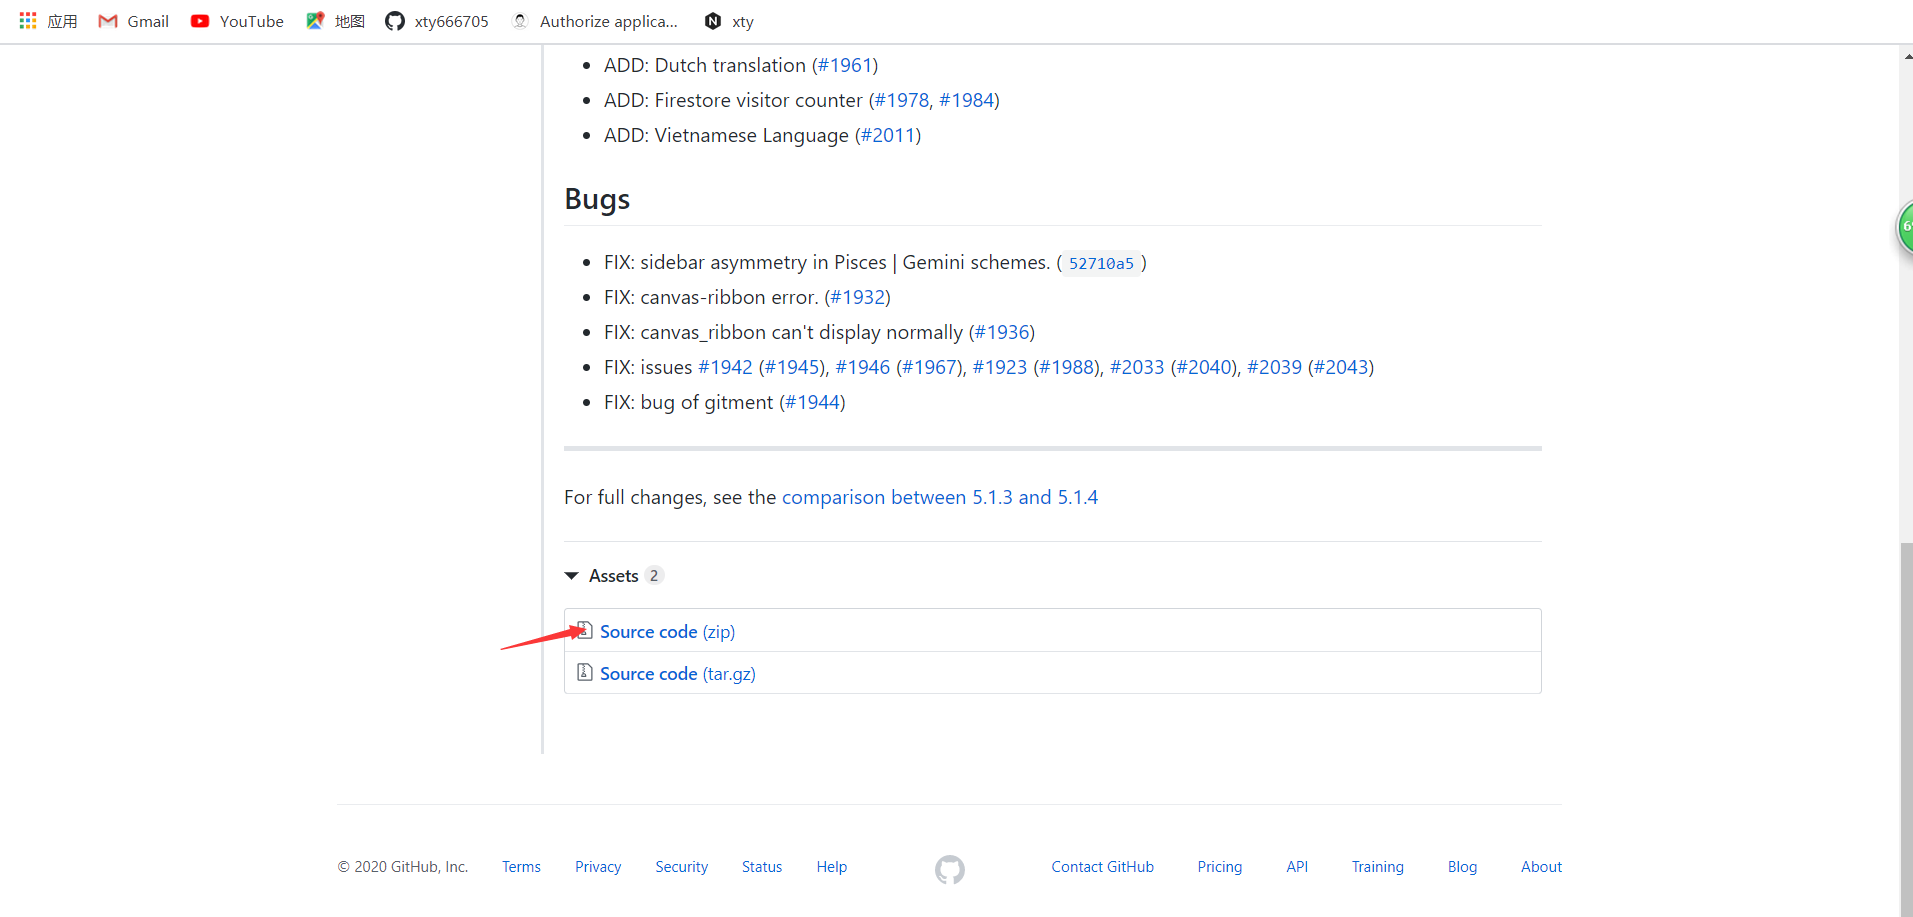 应用 Gmail YouTube 地图 xty666705 Authorize applica... xty
ADD: Dutch translation (#1961)
ADD: Firestore visitor counter (#1978, #1984)
ADD: Vietnamese Language (#2011)
Bugs
FIX: sidebar asymmetry in Pisces | Gemini schemes. ( 52710a5 )
FIX: canvas-ribbon error. (#1932)
FIX: canvas_ribbon can't display normally (#1936)
FIX: issues #1942 (#1945), #1946 (#1967), #1923 (#1988), #2033 (#2040), #2039 (#2043)
FIX: bug of gitment (#1944)
For full changes, see the comparison between 5.1.3 and 5.1.4
Assets 2
Source code (zip)
Source code (tar.gz)
© 2020 GitHub, Inc. Terms Privacy Security Status Help Contact GitHub Pricing API Training Blog About